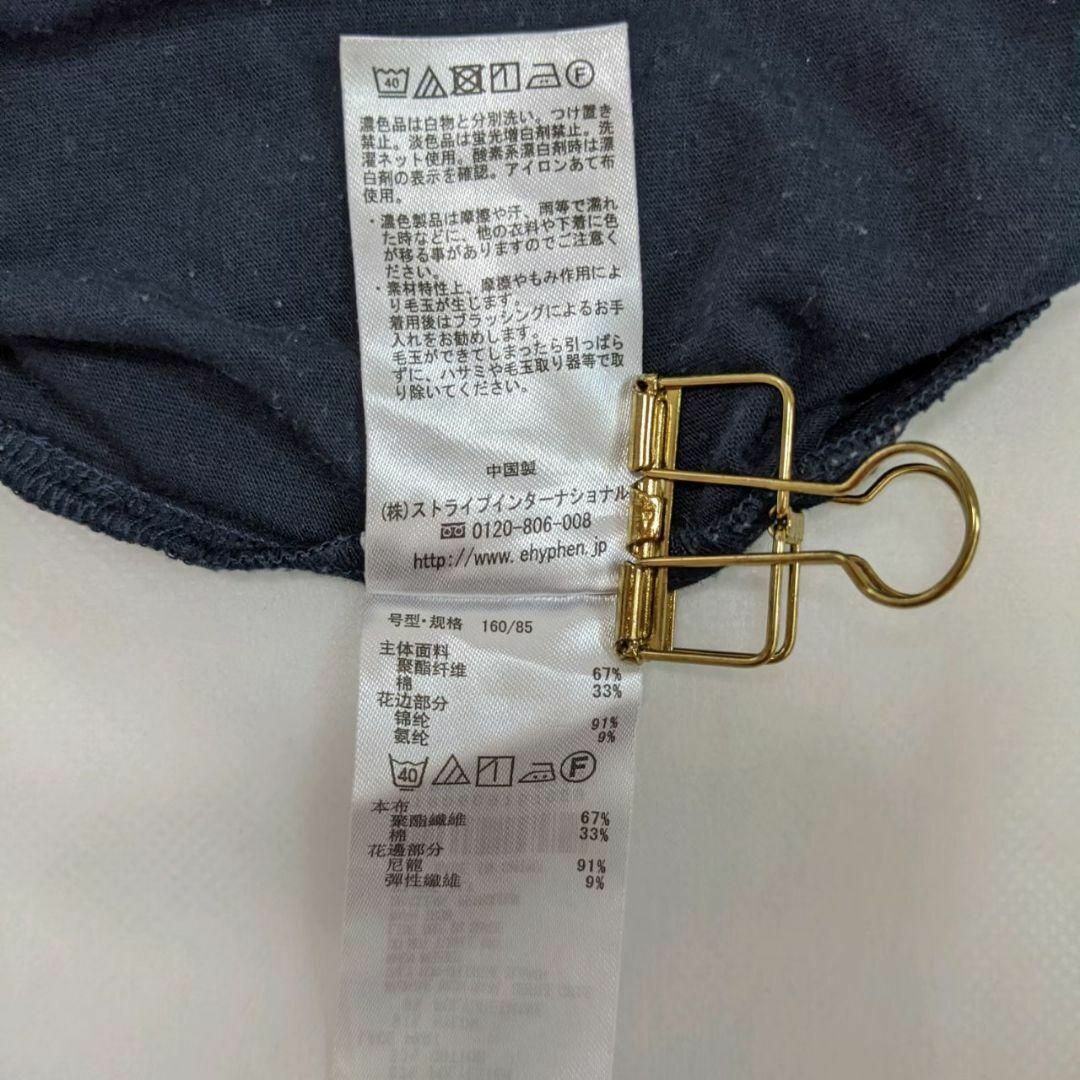 40 F
濃色品は白物と分別洗い。つけ置き
禁止。淡色品は蛍光増白剤禁止。洗
濯ネット使用。酸素系漂白剤時は漂
白剤の表示を確認。アイロンあて布
使用。
・濃色製品は摩擦や汗、雨等で濡れ
た時などに、他の衣料や下着に色
が移る事がありますのでご注意く
ださい。
・素材特性上、摩擦やもみ作用によ
り毛玉が生じます。
着用後はブラッシングによるお手
入れをお勧めします。
毛玉ができてしまったら引っぱら
ずに、ハサミや毛玉取り器等で取
り除いてください。
中国製
(株)ストライプインターナショナル
0120-806-008
http://www.ehyphen.jp
号型·规格 160/85
主体面料
聚酯纤维 67%
棉 33%
花边部分
锦纶 91%
氨纶 9%
40 F
本布
聚酯纖維 67%
棉 33%
花邊部分
尼龍 91%
彈性纖維 9%